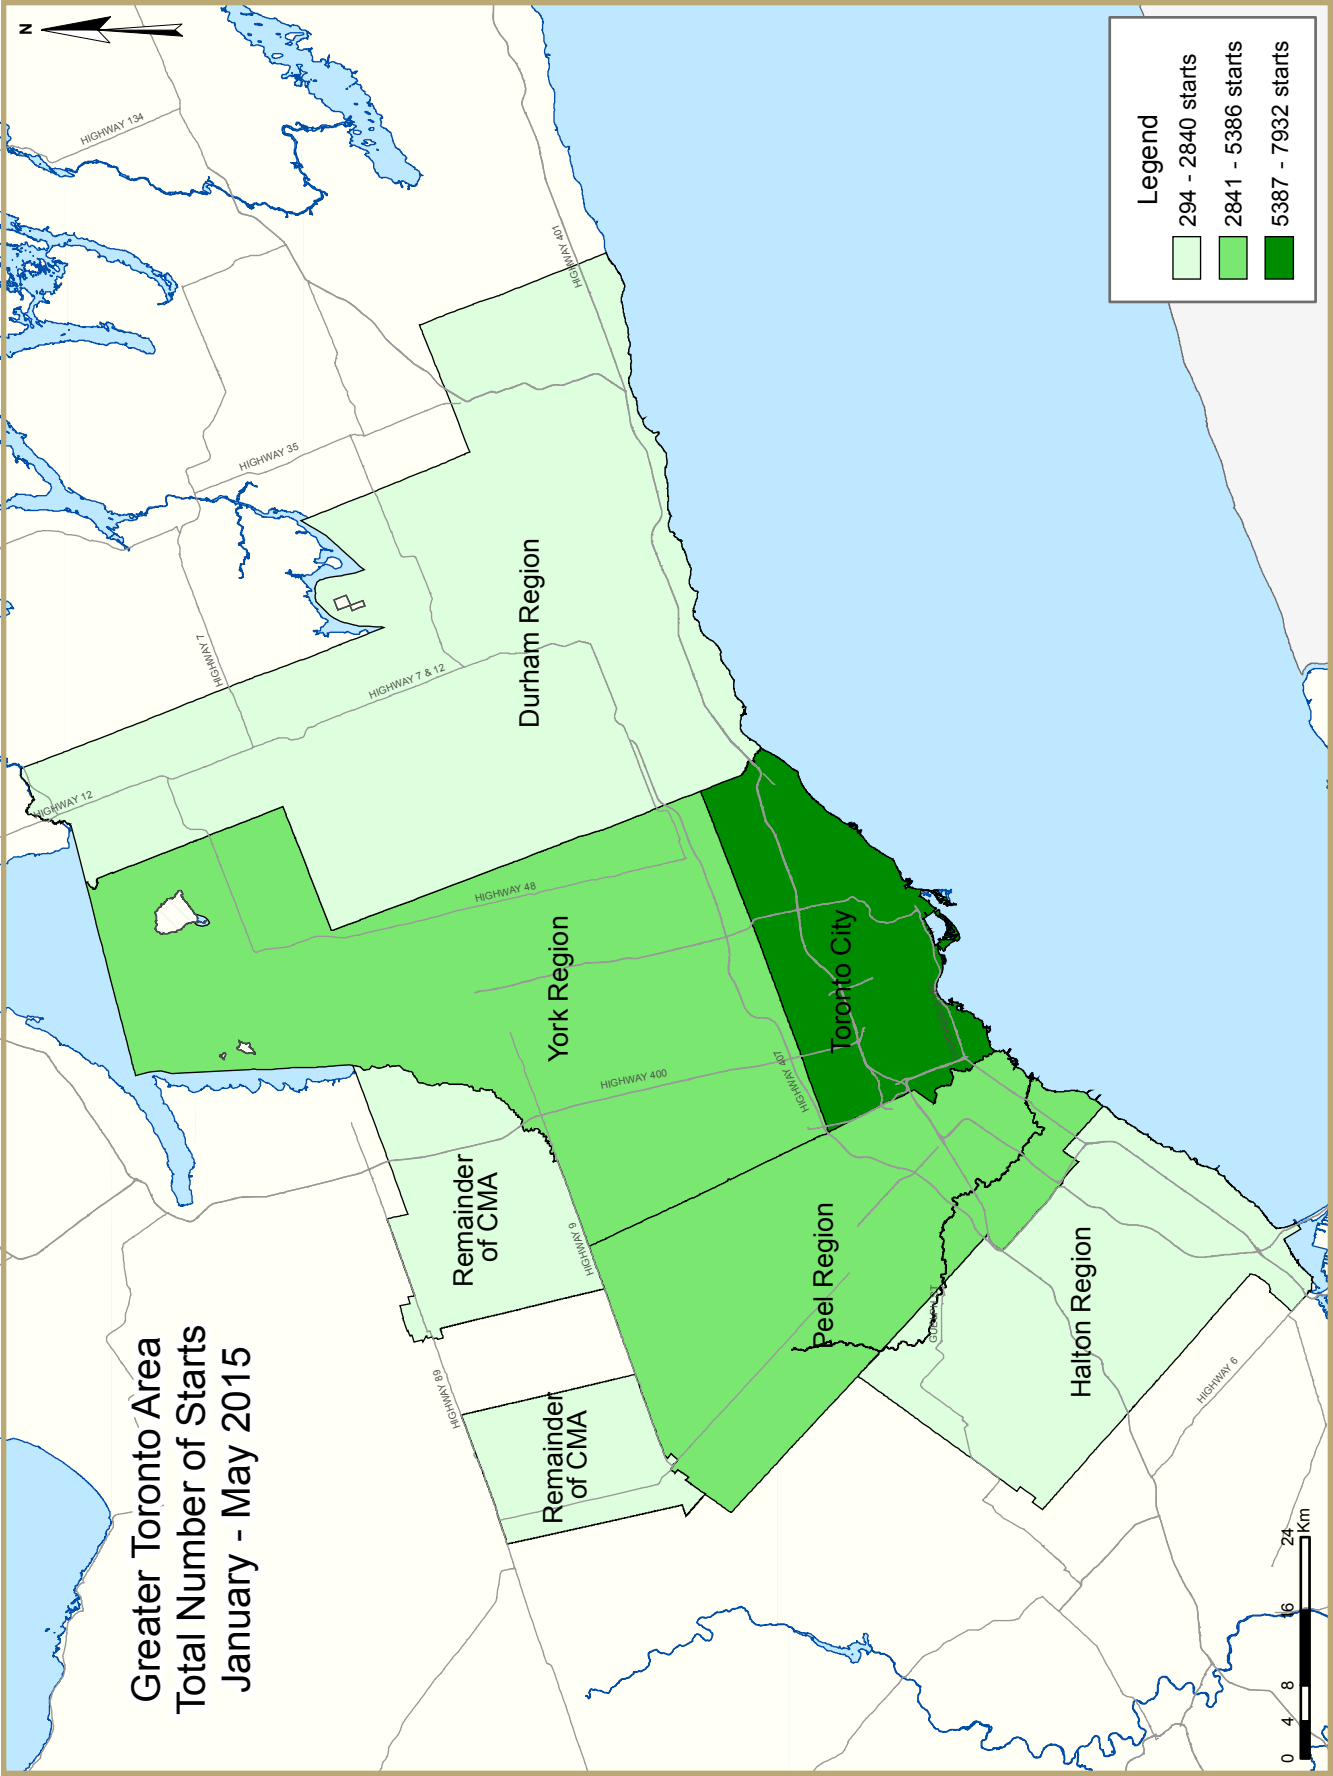 Greater Toronto Area
Total Number of Starts
January - May 2015
N
HIGHWAY 134
HIGHWAY 401
HIGHWAY 35
HIGHWAY 7
HIGHWAY 7 & 12
HIGHWAY 12
HIGHWAY 48
HIGHWAY 400
HIGHWAY 407
HIGHWAY 9
HIGHWAY 89
HIGHWAY 6
Durham Region
York Region
Toronto City
Remainder
of CMA
Remainder
of CMA
Peel Region
Halton Region
Legend
294 - 2840 starts
2841 - 5386 starts
5387 - 7932 starts
0 4 8 16 24
Km